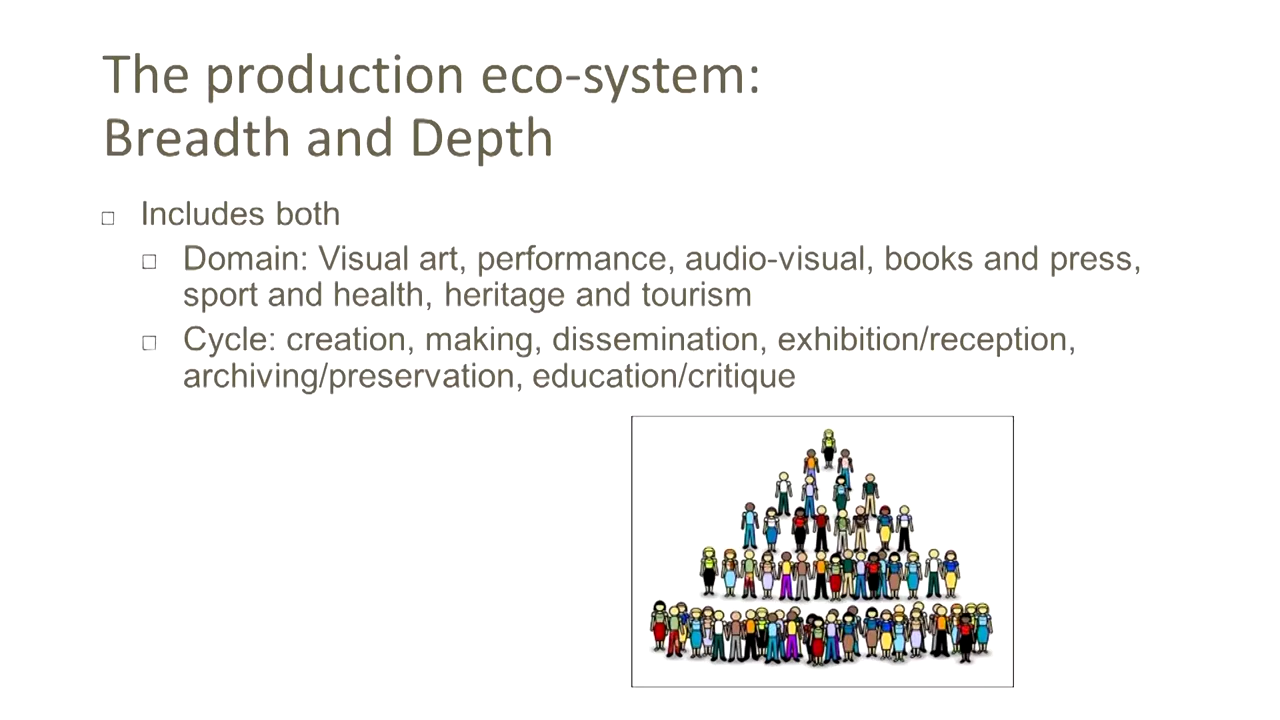 The production eco-system:
Breadth and Depth
Includes both
Domain: Visual art, performance, audio-visual, books and press,
sport and health, heritage and tourism
Cycle: creation, making, dissemination, exhibition/reception,
archiving/preservation, education/critique